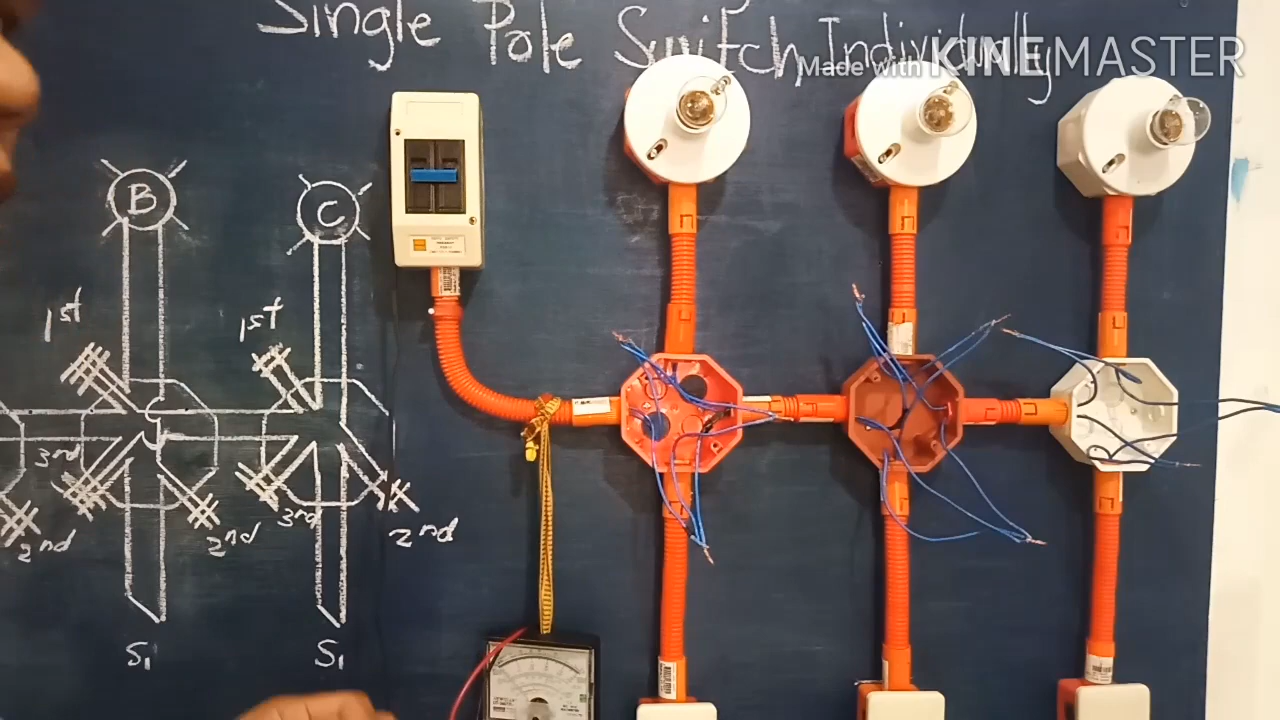 Single Pole Switch Individually
Made with KINEMASTER
B
C
1st
1st
3rd
3rd
2nd
2nd
2nd
S1
S1